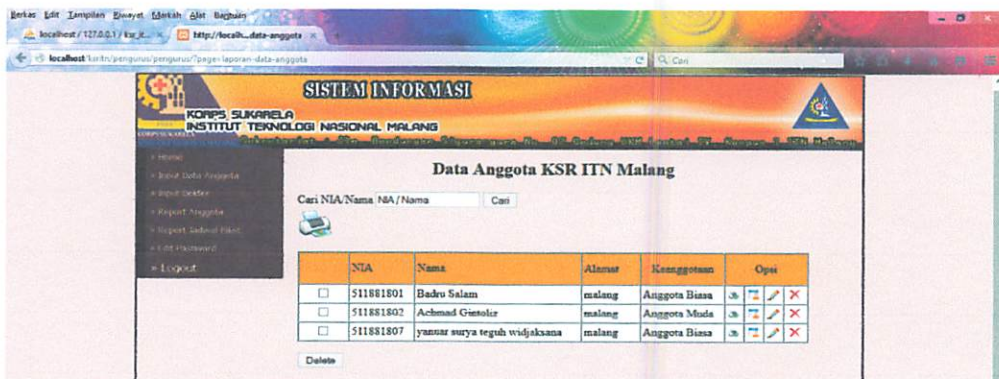 Berkas Edit Tampilan Riwayat Markah Alat Bantuan
localhost / 127.0.0.1 / ksr_it...
http://localh...data-anggota
localhost/ksritn/pengurus/pengurus/?page=laporan-data-anggota
Cari
SISTEM INFORMASI
KORPS SUKARELA
INSTITUT TEKNOLOGI NASIONAL MALANG
» Home
» Input Data Anggota
» Report Anggota
» Report Jadwal Piket
» Edit Password
» Logout
Data Anggota KSR ITN Malang
Cari NIA/Nama NIA / Nama Cari
NIA Nama Alamat Keanggotaan Opsi
511881801 Badru Salam malang Anggota Biasa
511881802 Achmad malang Anggota Muda
511881807 yanuar surya teguh widjaksana malang Anggota Biasa
Delete